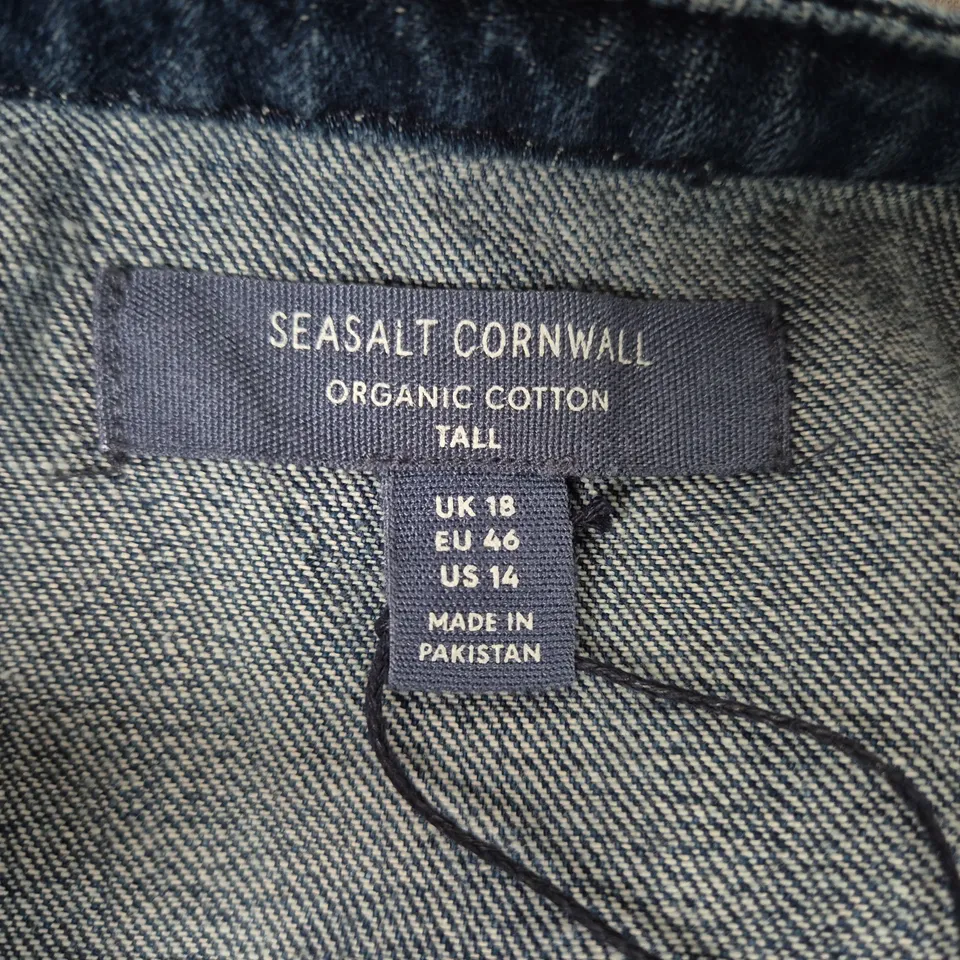 SEASALT CORNWALL
ORGANIC COTTON
TALL
UK 18
EU 46
US 14
MADE IN
PAKISTAN